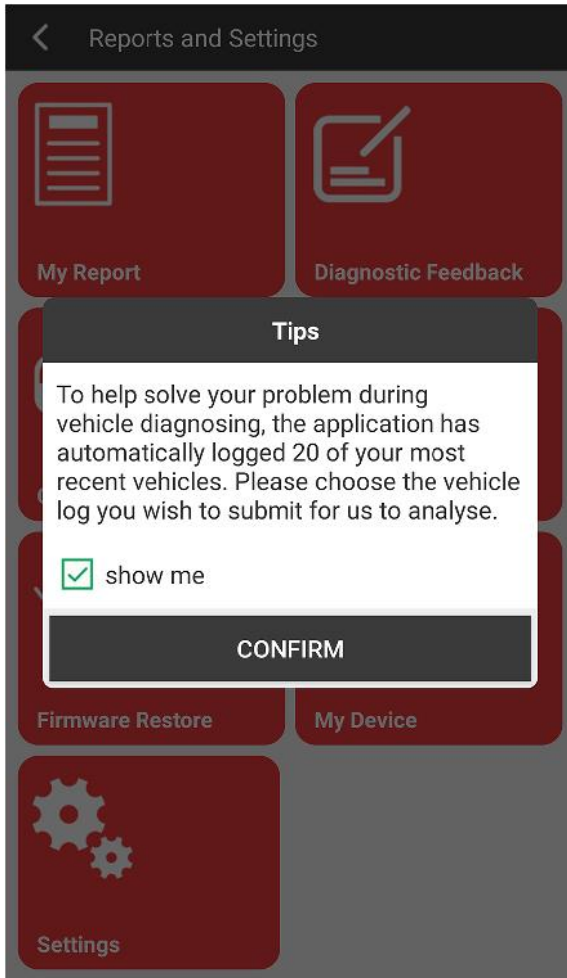 Reports and Settings
My Report
Diagnostic Feedback
Tips
To help solve your problem during
vehicle diagnosing, the application has
automatically logged 20 of your most
recent vehicles. Please choose the vehicle
log you wish to submit for us to analyse.
show me
CONFIRM
Firmware Restore
My Device
Settings